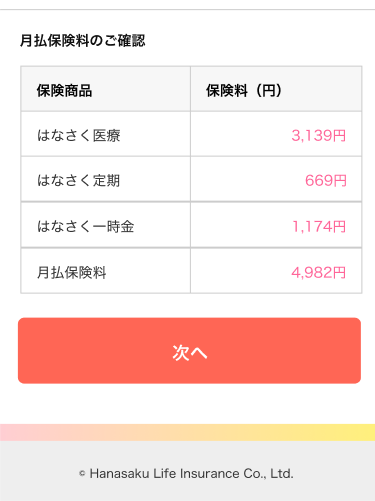 月払保険料のご確認
保険商品 保険料（円）
はなさく医療 3,139円
はなさく定期 669円
はなさく一時金 1,174円
月払保険料 4,982円
次へ
© Hanasaku Life Insurance Co., Ltd.